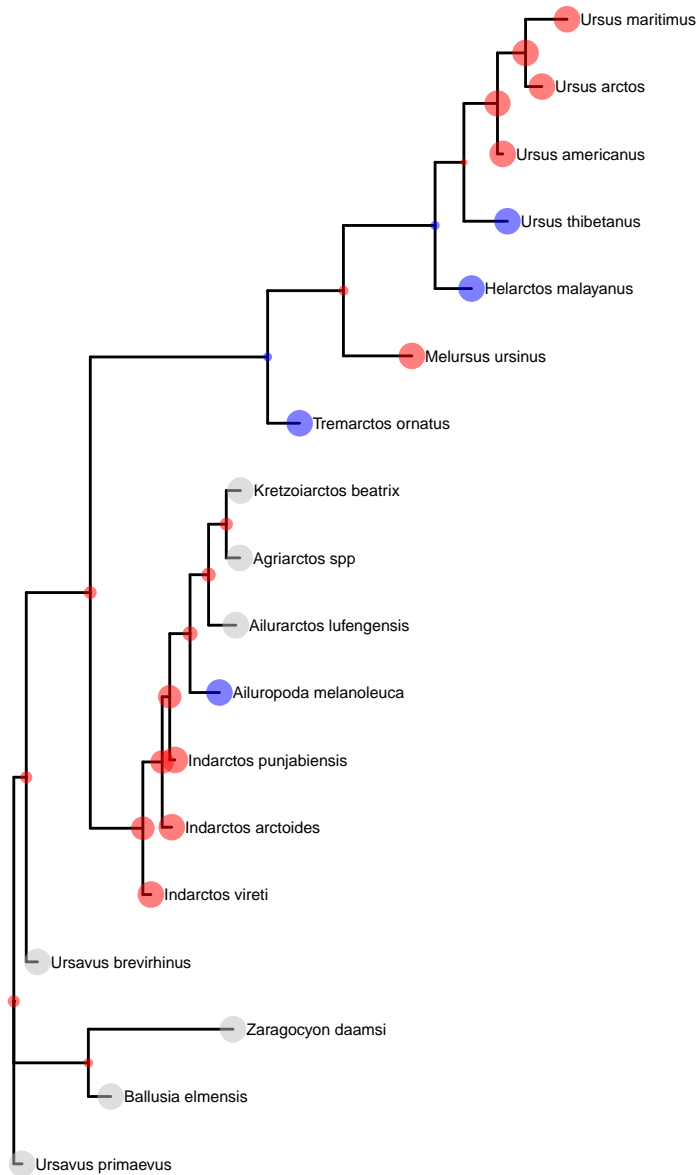 Ursus maritimus
Ursus arctos
Ursus americanus
Ursus thibetanus
Helarctos malayanus
Melursus ursinus
Tremarctos ornatus
Kretzoiarctos beatrix
Agriarctos spp
Ailurarctos lufengensis
Ailuropoda melanoleuca
Indarctos punjabiensis
Indarctos arctoides
Indarctos vireti
Ursavus brevirhinus
Zaragocyon daamsi
Ballusia elmensis
Ursavus primaevus